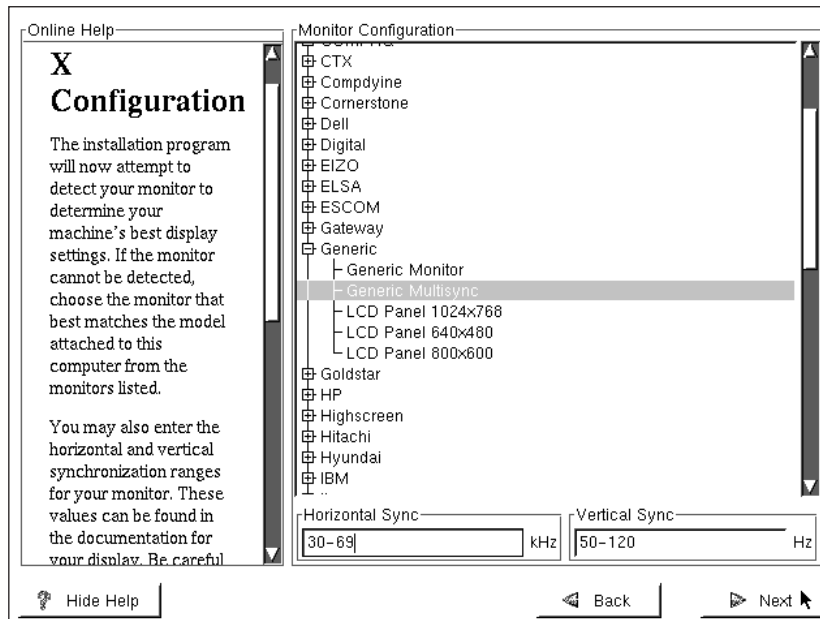 Online Help
X
Configuration
The installation program
will now attempt to
detect your monitor to
determine your
machine's best display
settings. If the monitor
cannot be detected,
choose the monitor that
best matches the model
attached to this
computer from the
monitors listed.
You may also enter the
horizontal and vertical
synchronization ranges
for your monitor. These
values can be found in
the documentation for
your display. Be careful
Monitor Configuration
CTX
Compdyine
Cornerstone
Dell
Digital
EIZO
ELSA
ESCOM
Gateway
Generic
Generic Monitor
Generic Multisync
LCD Panel 1024x768
LCD Panel 640x480
LCD Panel 800x600
Goldstar
HP
Highscreen
Hitachi
Hyundai
IBM
Horizontal Sync
30-69 kHz
Vertical Sync
50-120 Hz
Hide Help
Back
Next